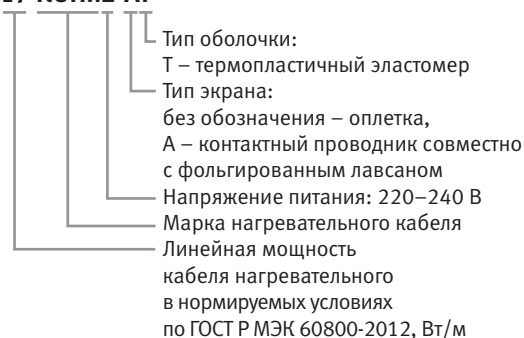 Тип оболочки:
Т – термопластичный эластомер
Тип экрана:
без обозначения – оплетка,
А – контактный проводник совместно
с фольгированным лавсаном
Напряжение питания: 220–240 В
Марка нагревательного кабеля
Линейная мощность
кабеля нагревательного
в нормируемых условиях
по ГОСТ Р МЭК 60800-2012, Вт/м